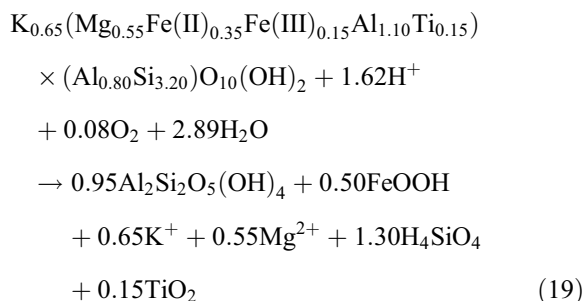 K₀.₆₅(Mg₀.₅₅Fe(II)₀.₃₅Fe(III)₀.₁₅Al₁.₁₀Ti₀.₁₅)
× (Al₀.₈₀Si₃.₂₀)O₁₀(OH)₂ + 1.62H⁺
+ 0.08O₂ + 2.89H₂O
→ 0.95Al₂Si₂O₅(OH)₄ + 0.50FeOOH
+ 0.65K⁺ + 0.55Mg²⁺ + 1.30H₄SiO₄
+ 0.15TiO₂ (19)